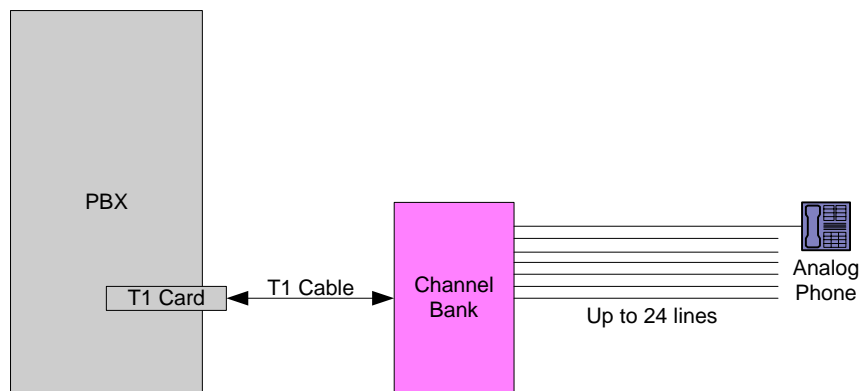 PBX
T1 Card
T1 Cable
Channel
Bank
Analog
Phone
Up to 24 lines